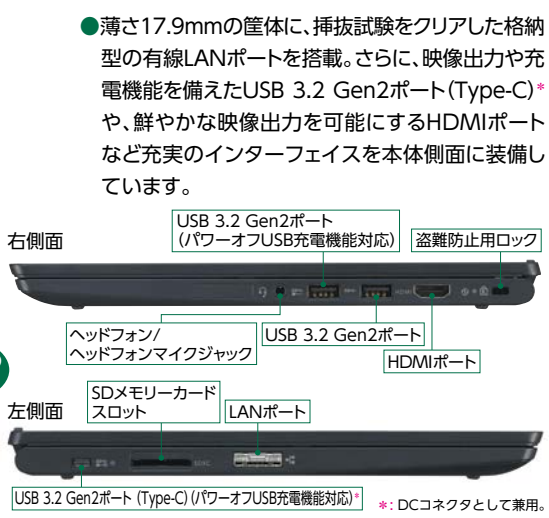 ●薄さ17.9mmの筐体に、挿抜試験をクリアした格納
型の有線LANポートを搭載。さらに、映像出力や充
電機能を備えたUSB 3.2 Gen2ポート(Type-C)*
や、鮮やかな映像出力を可能にするHDMIポート
など充実のインターフェイスを本体側面に装備し
ています。
右側面
USB 3.2 Gen2ポート
(パワーオフUSB充電機能対応)
盗難防止用ロック
HDMI
ヘッドフォン/
ヘッドフォンマイクジャック
USB 3.2 Gen2ポート
HDMIポート
左側面
SDメモリーカード
スロット
LANポート
USB 3.2 Gen2ポート (Type-C) (パワーオフUSB充電機能対応)*
*: DCコネクタとして兼用。